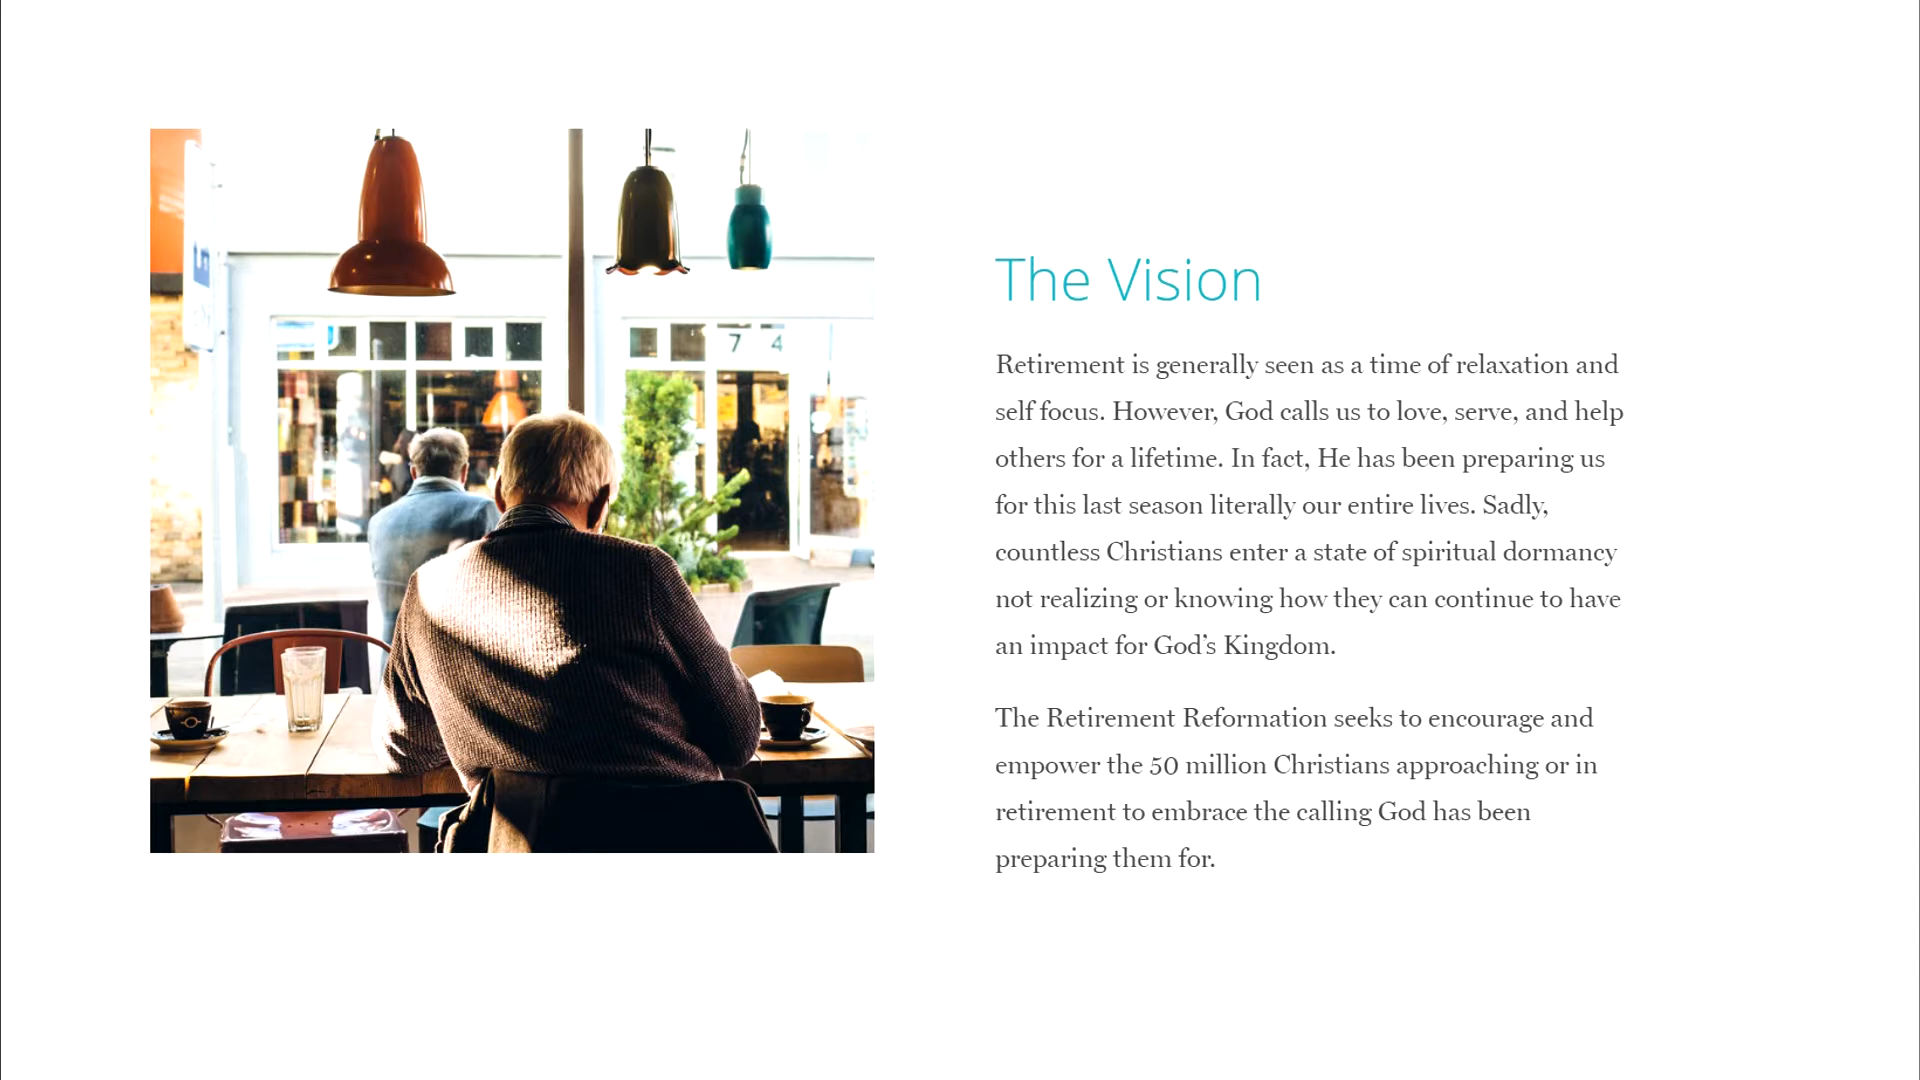 7 4
The Vision
Retirement is generally seen as a time of relaxation and
self focus. However, God calls us to love, serve, and help
others for a lifetime. In fact, He has been preparing us
for this last season literally our entire lives. Sadly,
countless Christians enter a state of spiritual dormancy
not realizing or knowing how they can continue to have
an impact for God’s Kingdom.
The Retirement Reformation seeks to encourage and
empower the 50 million Christians approaching or in
retirement to embrace the calling God has been
preparing them for.